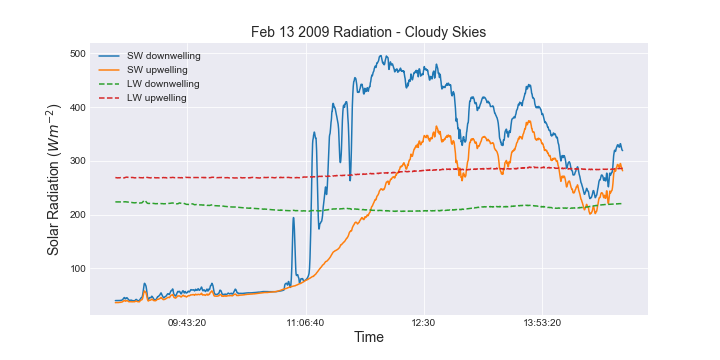 Feb 13 2009 Radiation - Cloudy Skies
SW downwelling
SW upwelling
LW downwelling
LW upwelling
Solar Radiation (Wm⁻²)
500
400
300
200
100
09:43:20 11:06:40 12:30 13:53:20
Time